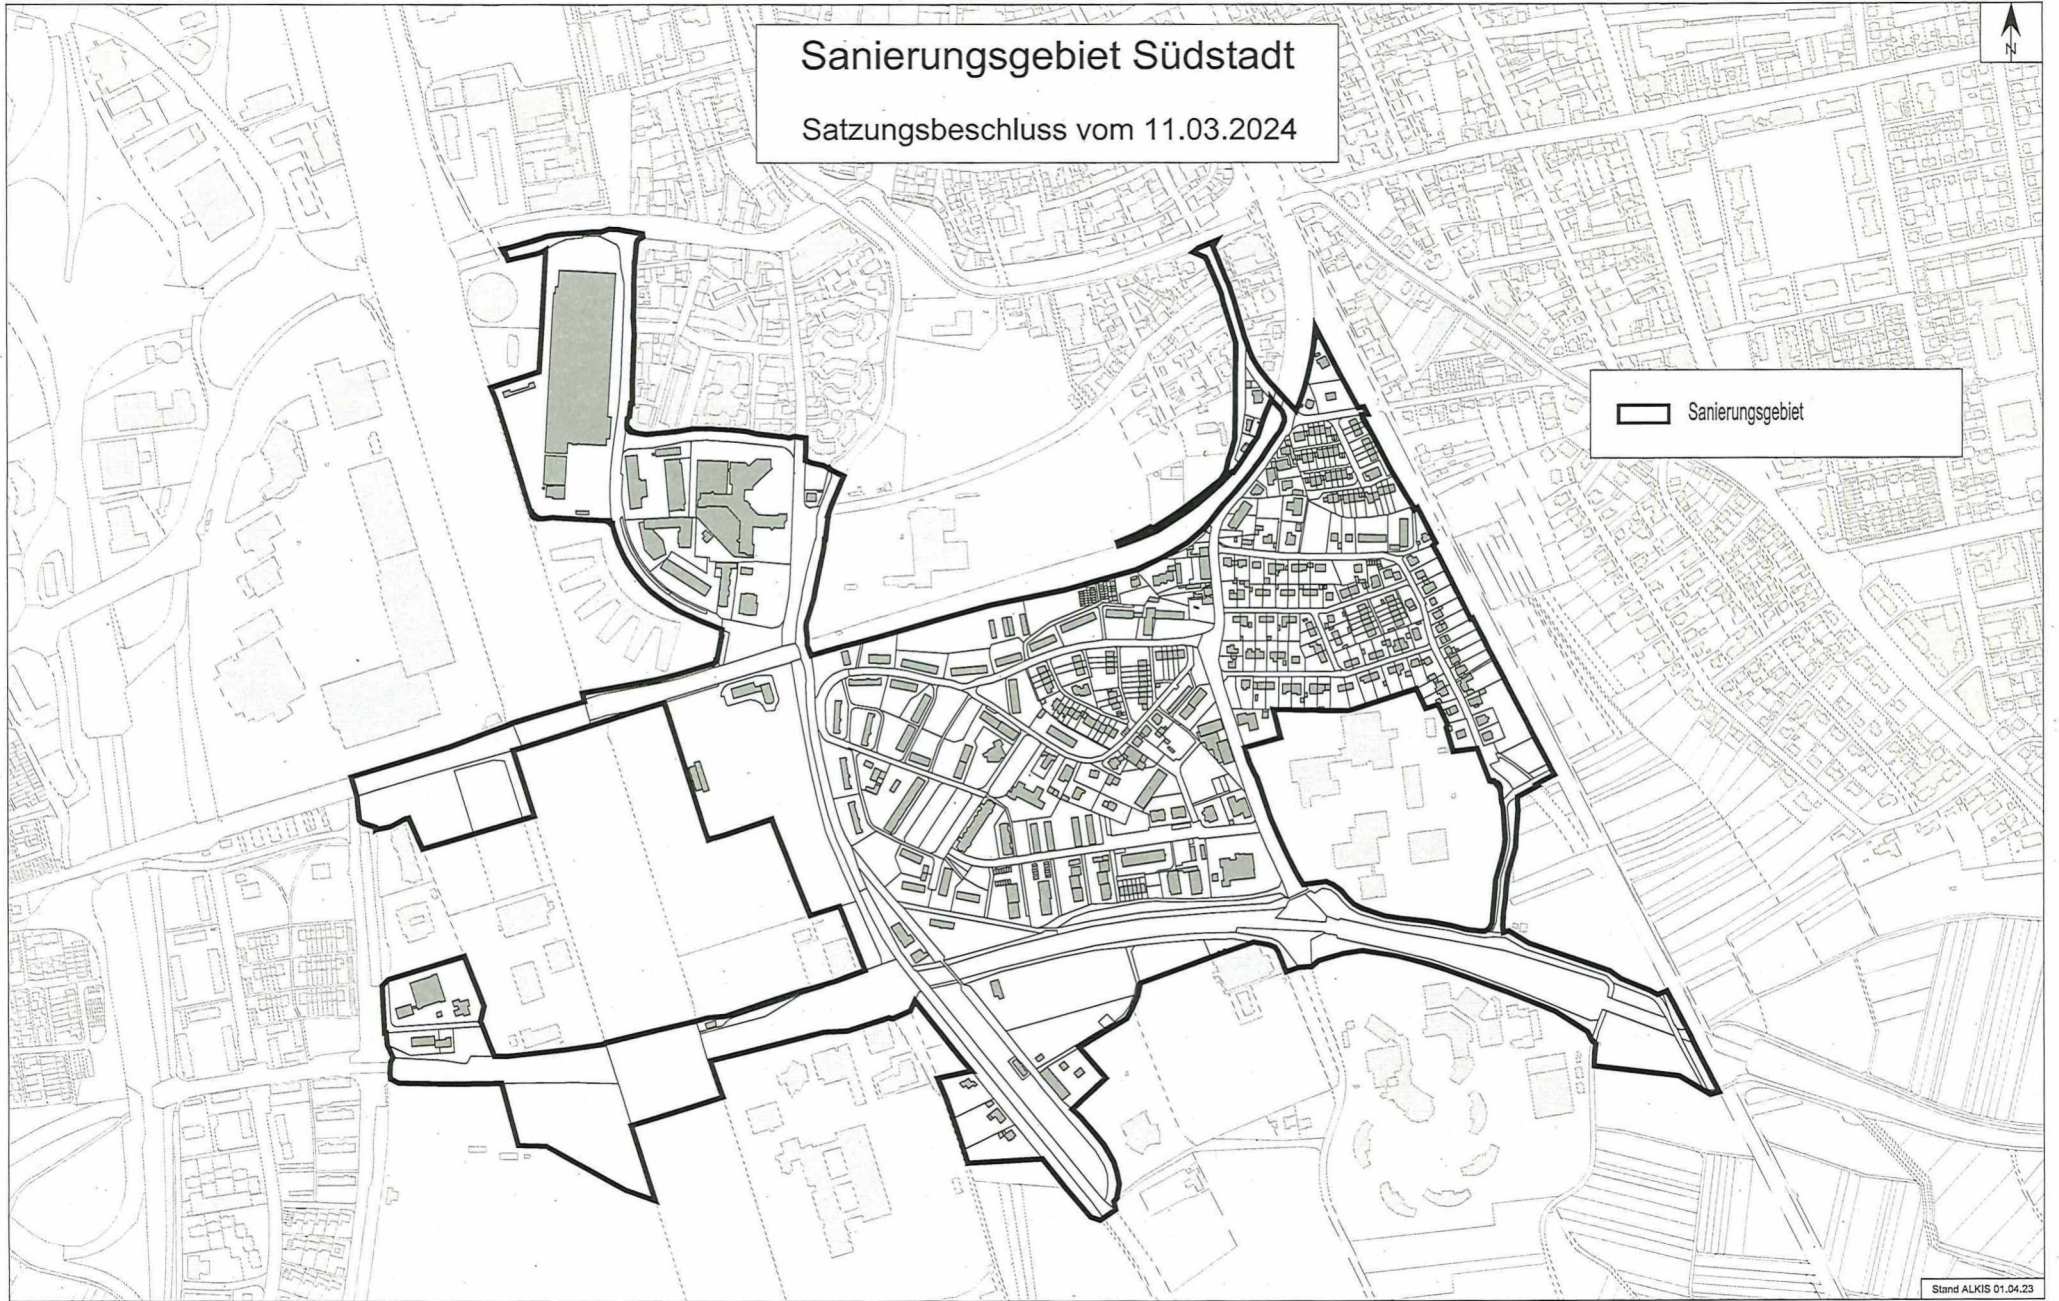 Sanierungsgebiet Südstadt
Satzungsbeschluss vom 11.03.2024
N
Sanierungsgebiet
Stand ALKIS 01.04.23